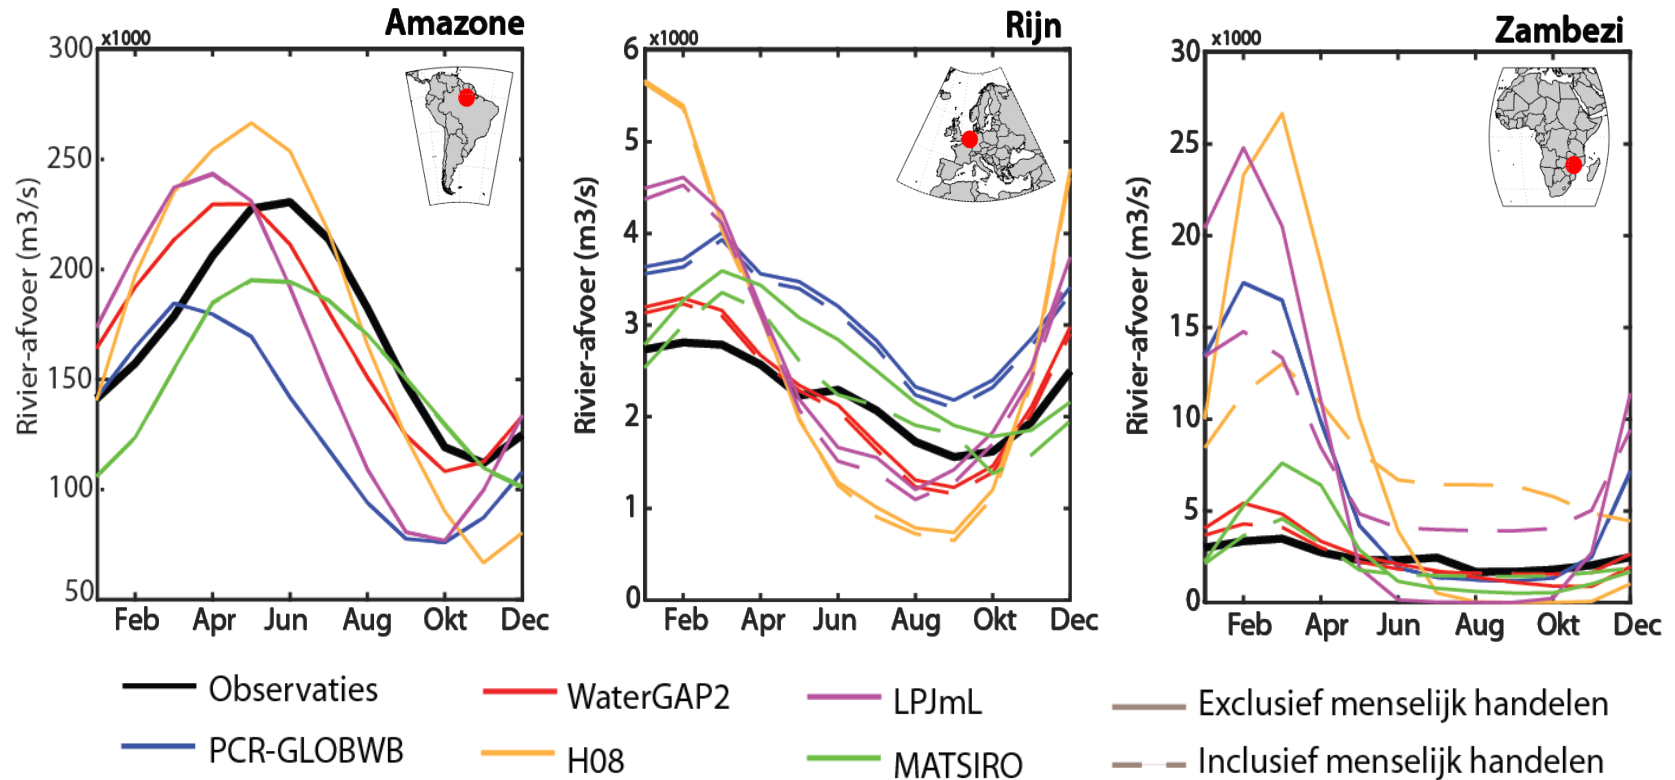 Amazone
Rijn
Zambezi
x1000
x1000
x1000
300
250
200
150
100
50
Rivier-afvoer (m3/s)
Feb Apr Jun Aug Okt Dec
6
5
4
3
2
1
0
Rivier-afvoer (m3/s)
Feb Apr Jun Aug Okt Dec
30
25
20
15
10
5
0
Rivier-afvoer (m3/s)
Feb Apr Jun Aug Okt Dec
Observaties
WaterGAP2
LPJmL
Exclusief menselijk handelen
PCR-GLOBWB
H08
MATSIRO
Inclusief menselijk handelen